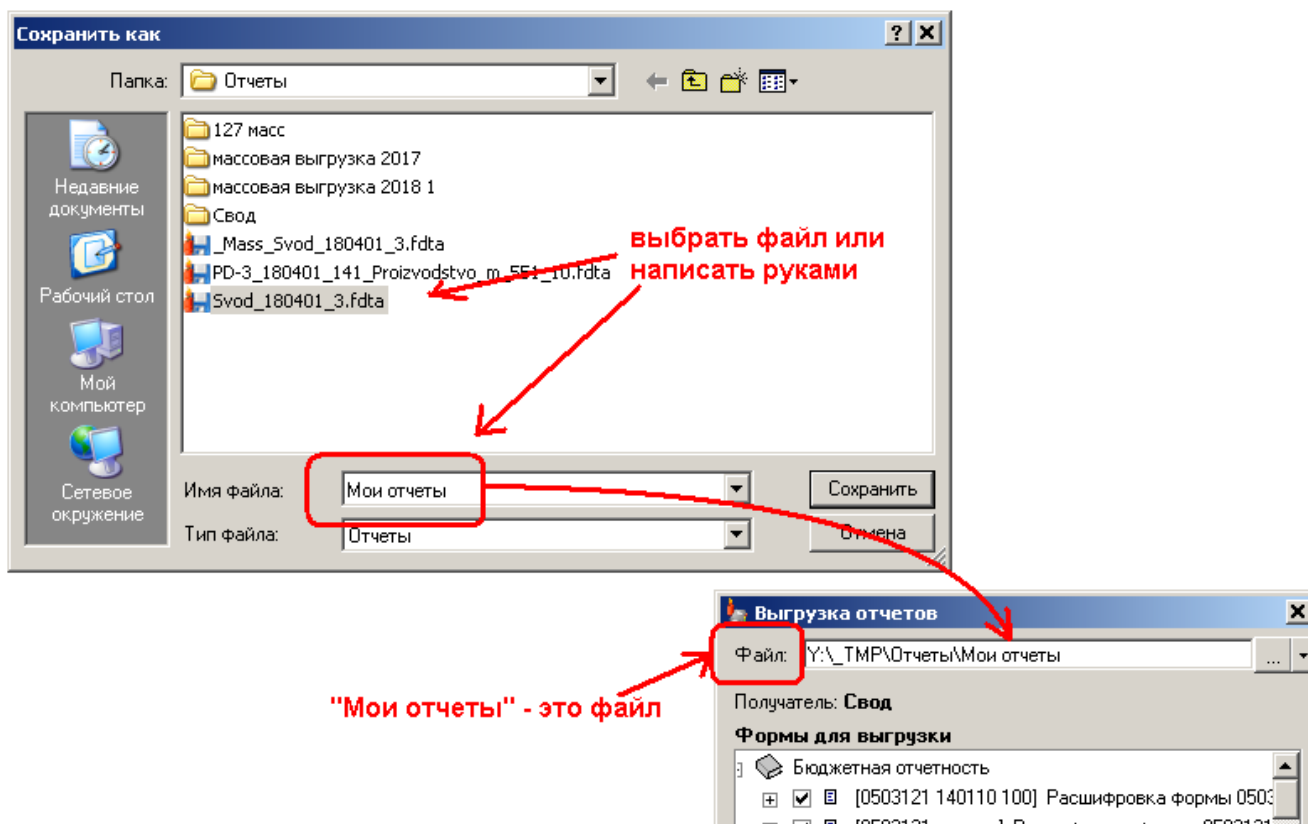 Сохранить как
Папка: Отчеты
127 масс
массовая выгрузка 2017
массовая выгрузка 2018 1
Свод
_Mass_Svod_180401_3.fdta
PD-3_180401_141_Proizvodstvo_m_551_10.fdta
Svod_180401_3.fdta
Недавние
документы
Рабочий стол
Мой
компьютер
Сетевое
окружение
выбрать файл или
написать руками
Имя файла: Мои отчеты Сохранить
Тип файла: Отчеты Отмена
Выгрузка отчетов
Файл: Y:\_TMP\Отчеты\Мои отчеты ...
"Мои отчеты" - это файл
Получатель: Свод
Формы для выгрузки
Бюджетная отчетность
[0503121 140110 100] Расшифровка формы 0503